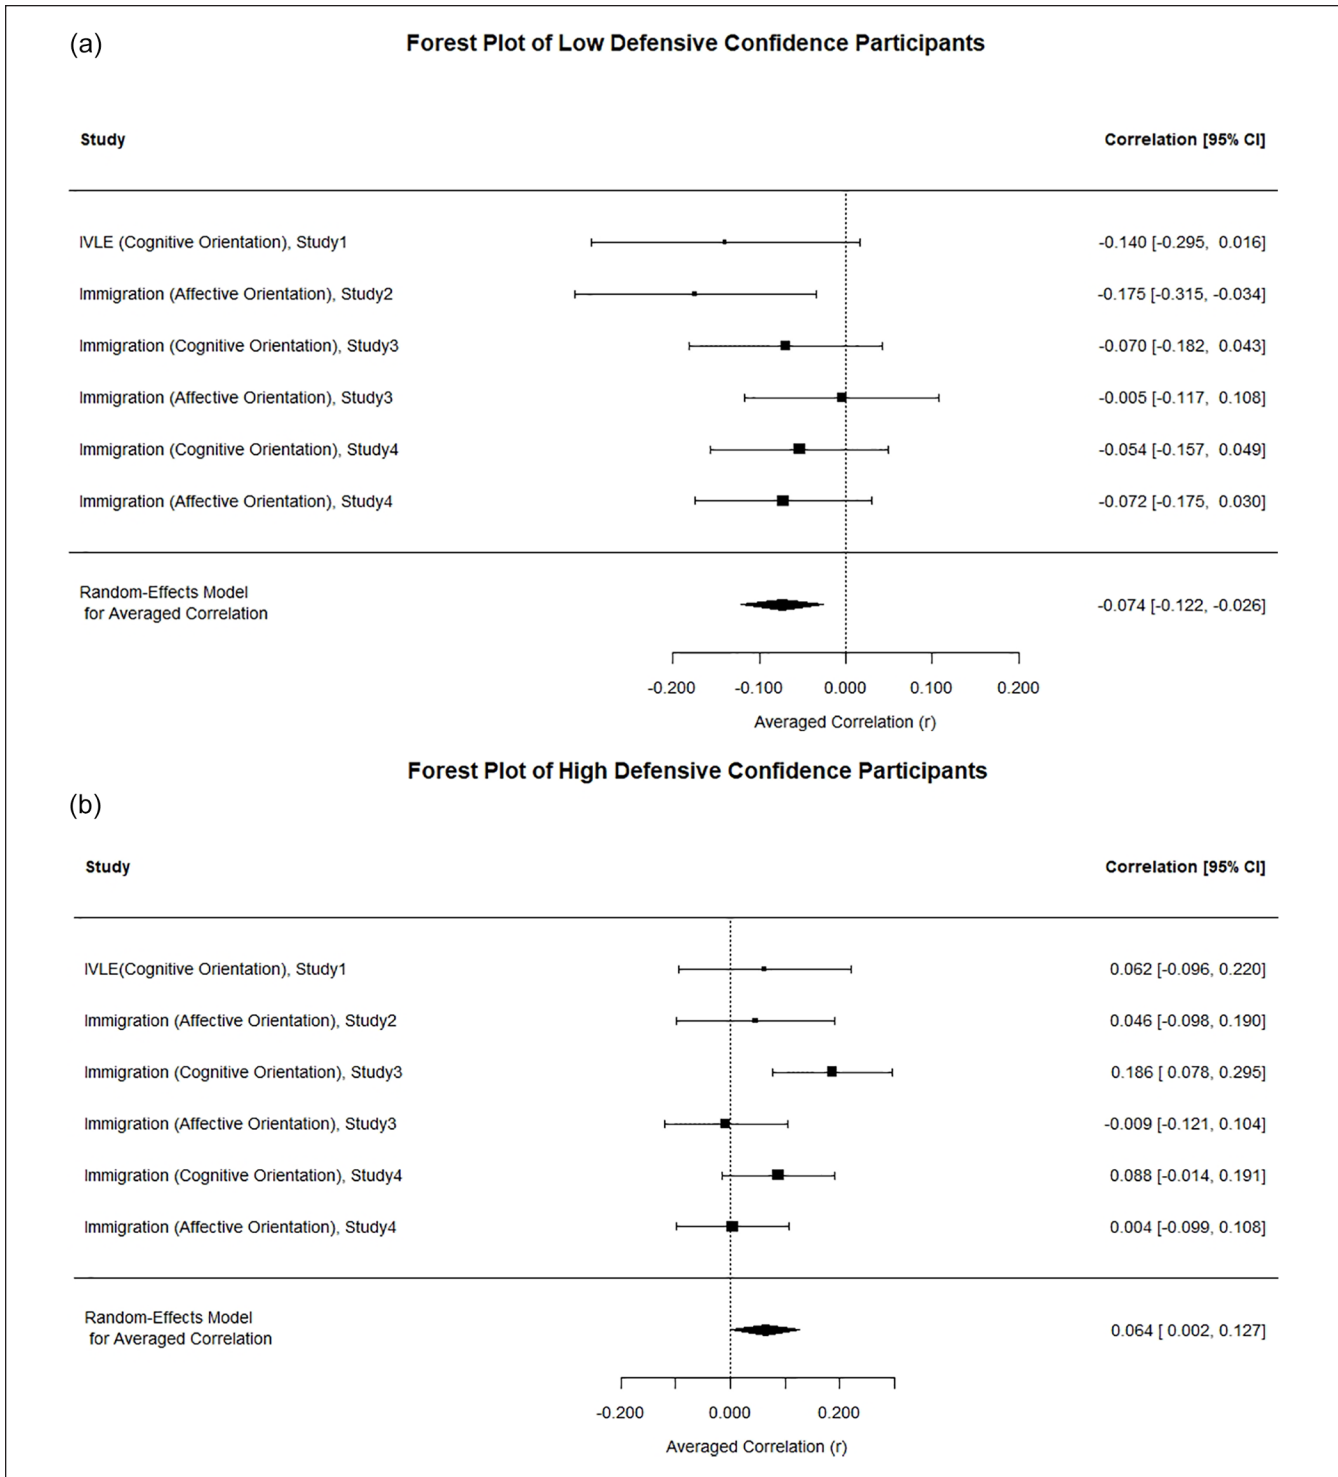 (a)
Forest Plot of Low Defensive Confidence Participants
Study
Correlation [95% CI]
IVLE (Cognitive Orientation), Study1
-0.140 [-0.295, 0.016]
Immigration (Affective Orientation), Study2
-0.175 [-0.315, -0.034]
Immigration (Cognitive Orientation), Study3
-0.070 [-0.182, 0.043]
Immigration (Affective Orientation), Study3
-0.005 [-0.117, 0.108]
Immigration (Cognitive Orientation), Study4
-0.054 [-0.157, 0.049]
Immigration (Affective Orientation), Study4
-0.072 [-0.175, 0.030]
Random-Effects Model
for Averaged Correlation
-0.074 [-0.122, -0.026]
-0.200 -0.100 0.000 0.100 0.200
Averaged Correlation (r)
Forest Plot of High Defensive Confidence Participants
(b)
Study
Correlation [95% CI]
IVLE(Cognitive Orientation), Study1
0.062 [-0.096, 0.220]
Immigration (Affective Orientation), Study2
0.046 [-0.098, 0.190]
Immigration (Cognitive Orientation), Study3
0.186 [ 0.078, 0.295]
Immigration (Affective Orientation), Study3
-0.009 [-0.121, 0.104]
Immigration (Cognitive Orientation), Study4
0.088 [-0.014, 0.191]
Immigration (Affective Orientation), Study4
0.004 [-0.099, 0.108]
Random-Effects Model
for Averaged Correlation
0.064 [ 0.002, 0.127]
-0.200 0.000 0.200
Averaged Correlation (r)